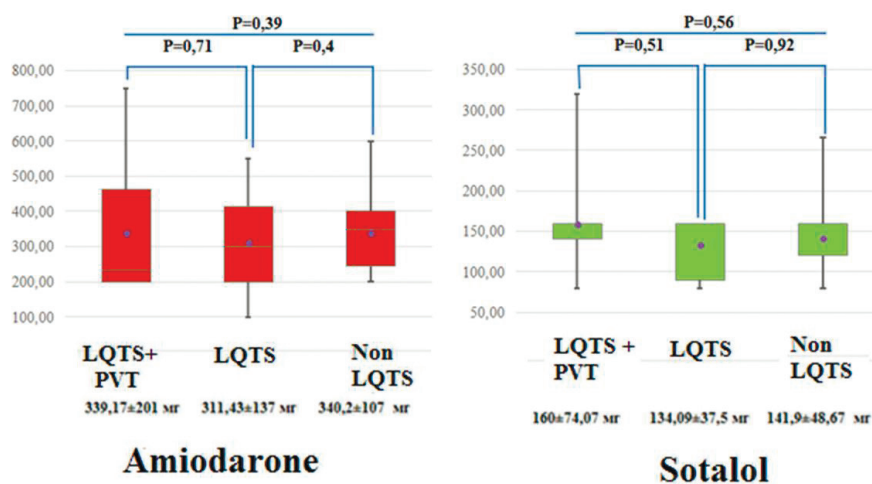 P=0,39
P=0,71
P=0,4
800,00
700,00
600,00
500,00
400,00
300,00
200,00
100,00
LQTS+
PVT
LQTS
Non
LQTS
339,17±201 мг
311,43±137 мг
340,2±107 мг
Amiodarone
P=0,56
P=0,51
P=0,92
350,00
300,00
250,00
200,00
150,00
100,00
50,00
LQTS +
PVT
LQTS
Non
LQTS
160±74,07 мг
134,09±37,5 мг
141,9±48,67 мг
Sotalol